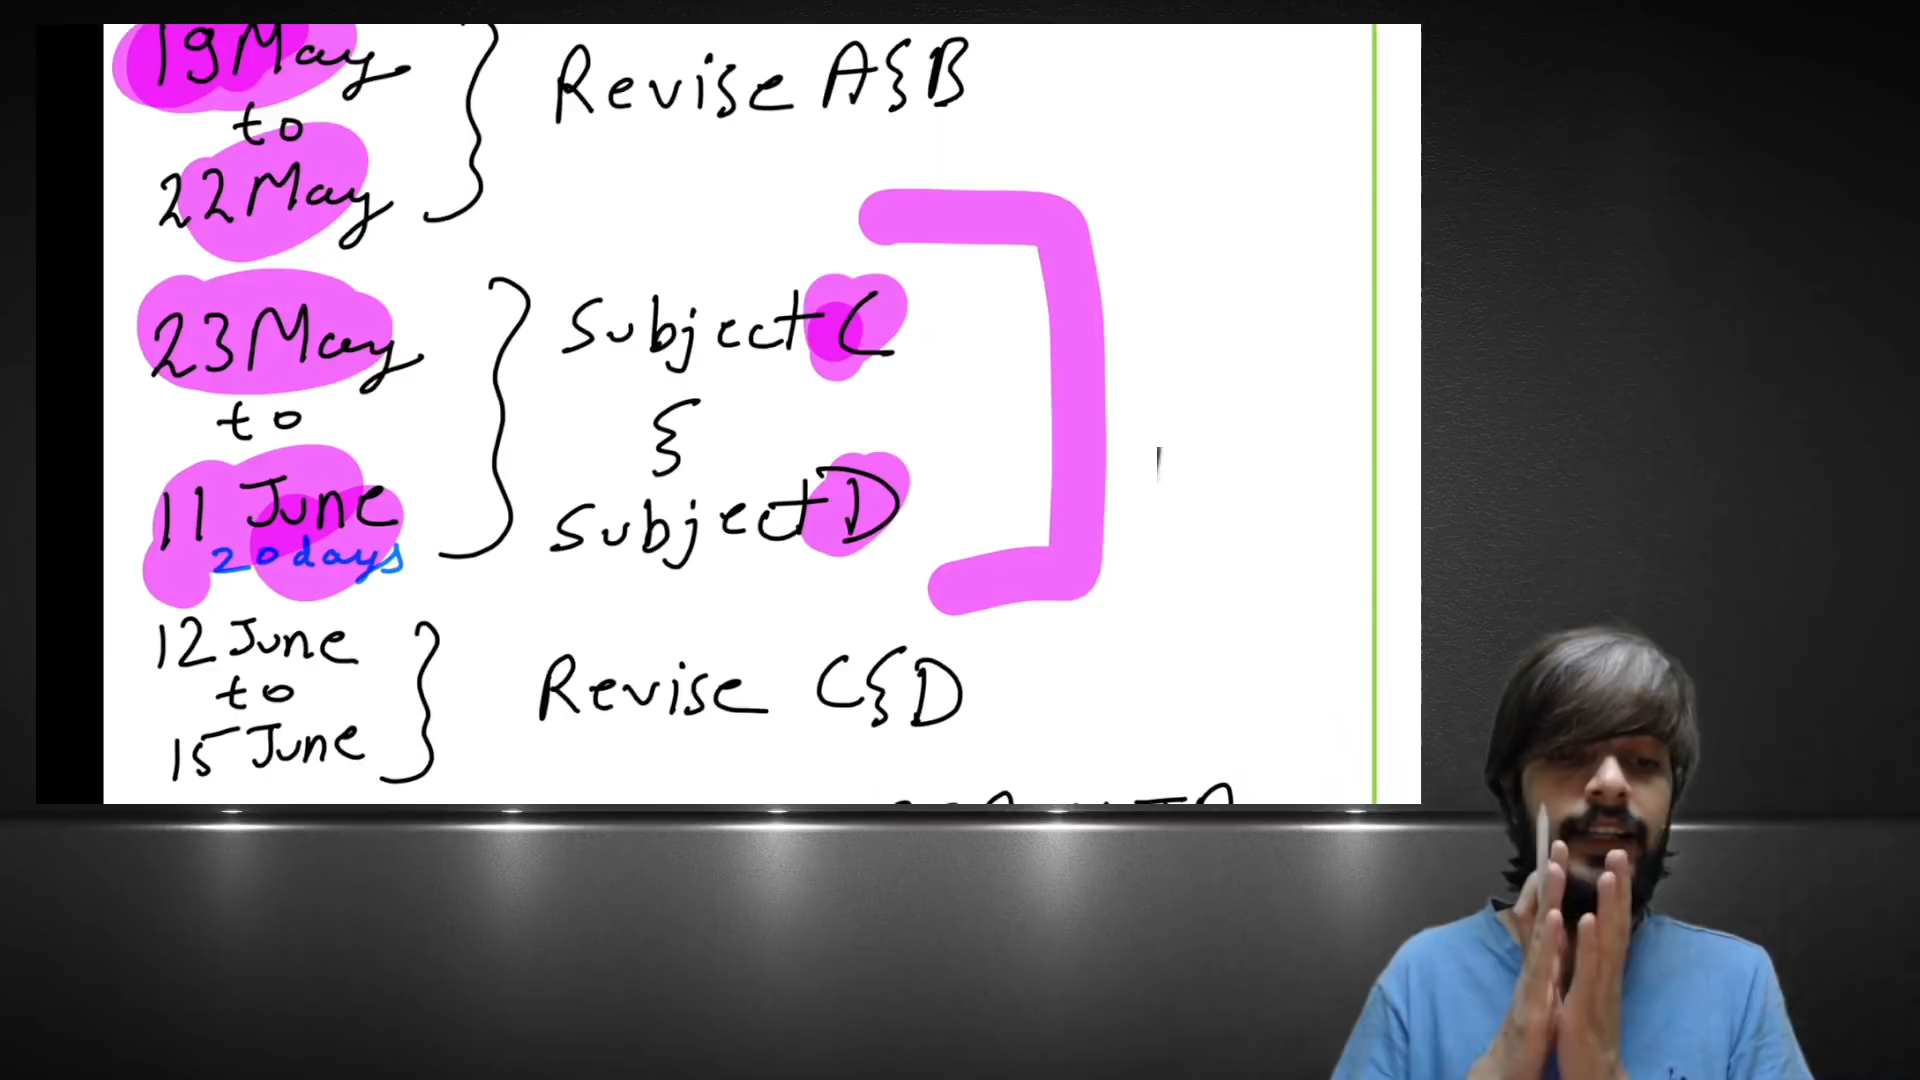 19 May
to
22 May
Revise A & B
23 May
to
11 June
20 days
Subject C
&
Subject D
12 June
to
15 June
Revise C & D